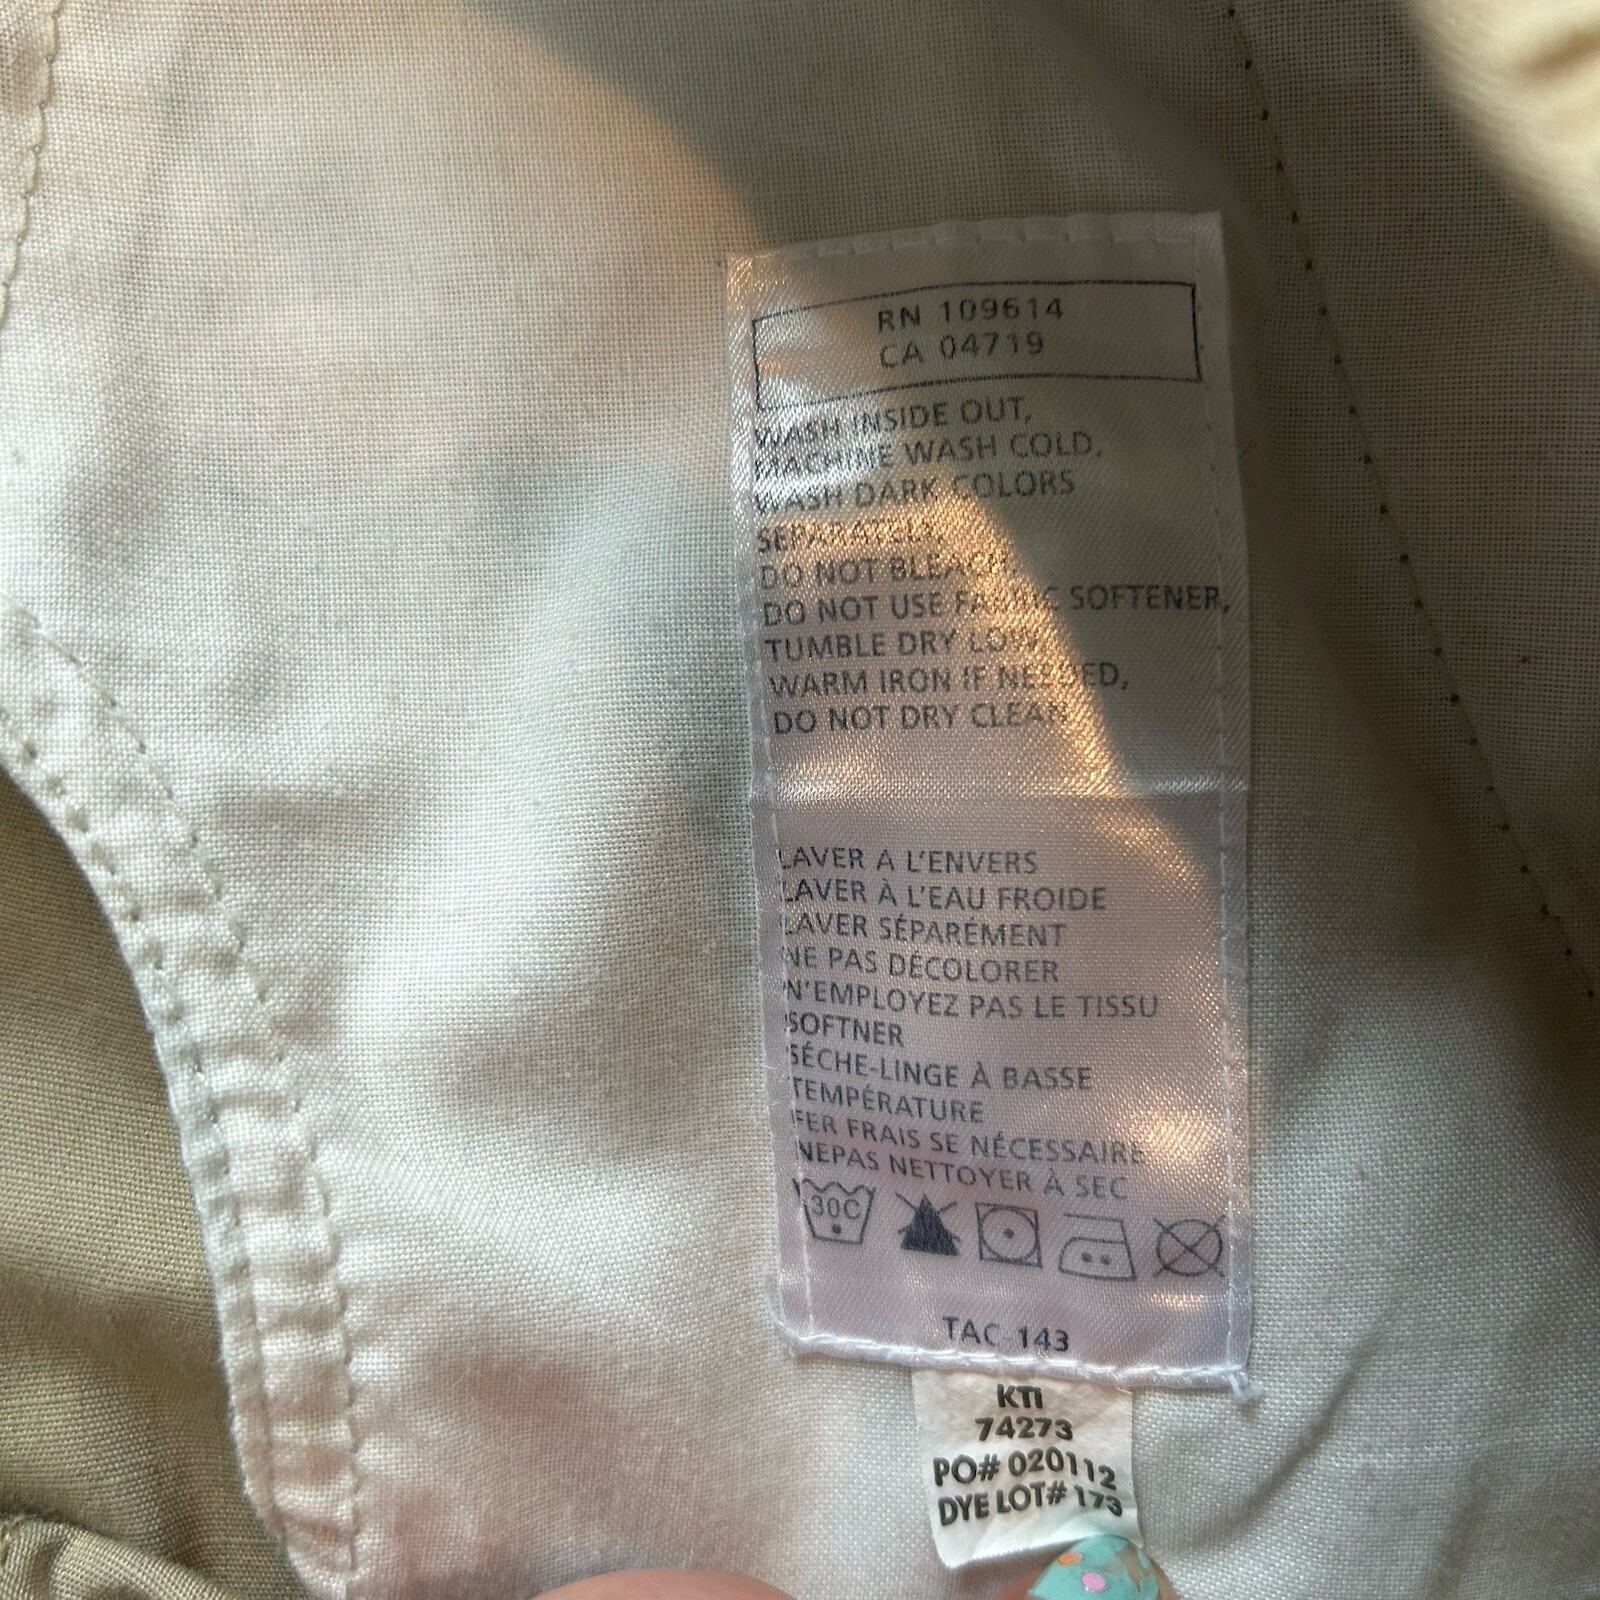 RN 109614
CA 04719
WASH INSIDE OUT,
MACHINE WASH COLD,
WASH DARK COLORS
SEPARATELY,
DO NOT BLEACH
DO NOT USE FABRIC SOFTENER,
TUMBLE DRY LOW
WARM IRON IF NEEDED,
DO NOT DRY CLEAN
LAVER A L'ENVERS
LAVER À L'EAU FROIDE
LAVER SÉPARÉMENT
NE PAS DÉCOLORER
N'EMPLOYEZ PAS LE TISSU
SOFTNER
SÉCHE-LINGE À BASSE
TEMPÉRATURE
FER FRAIS SE NÉCESSAIRE
NEPAS NETTOYER À SEC
30C
TAC 143
KTI
74273
PO# 020112
DYE LOT# 173